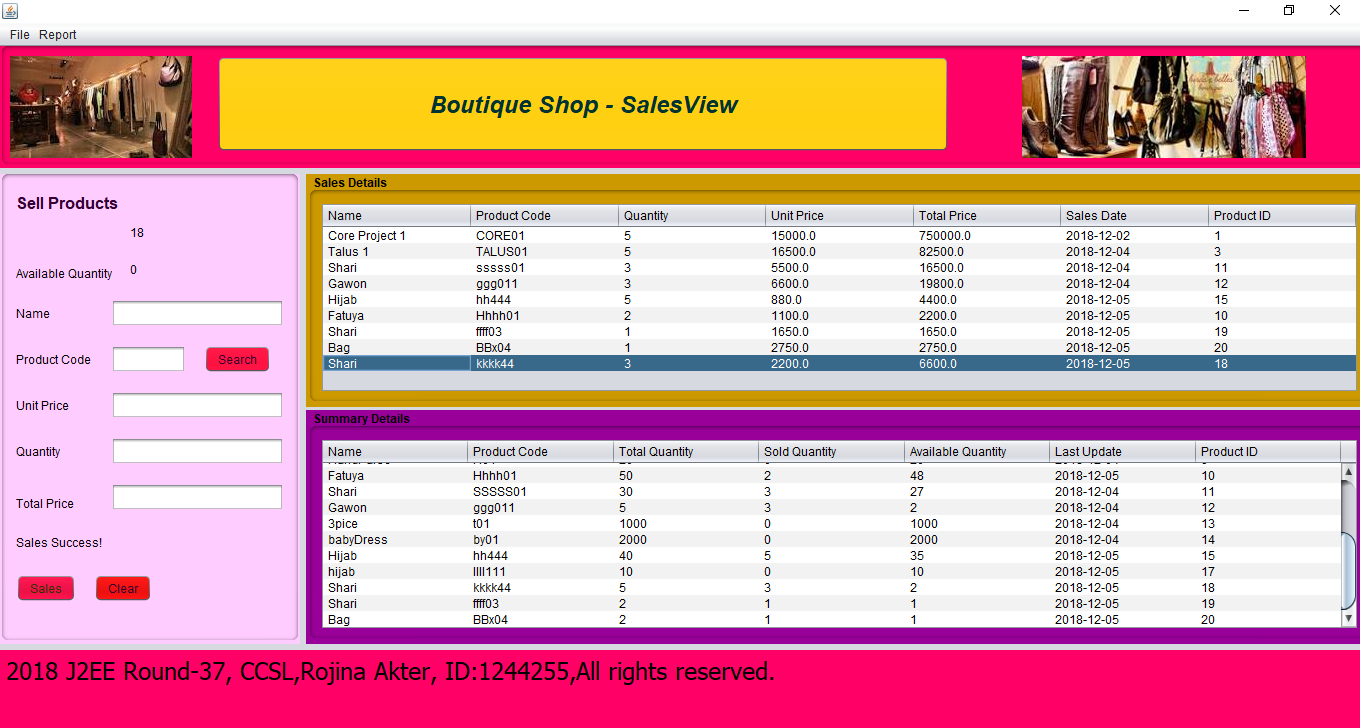 File Report
Boutique Shop - SalesView
Sell Products
18
Available Quantity 0
Name
Product Code Search
Unit Price
Quantity
Total Price
Sales Success!
Sales Clear
Sales Details
Name Product Code Quantity Unit Price Total Price Sales Date Product ID
Core Project 1 CORE01 5 15000.0 750000.0 2018-12-02 1
Talus 1 TALUS01 5 16500.0 82500.0 2018-12-04 3
Shari sssss01 3 5500.0 16500.0 2018-12-04 11
Gawon ggg011 3 6600.0 19800.0 2018-12-04 12
Hijab hh444 5 880.0 4400.0 2018-12-05 15
Fatuya Hhhh01 2 1100.0 2200.0 2018-12-05 10
Shari ffff03 1 1650.0 1650.0 2018-12-05 19
Bag BBx04 1 2750.0 2750.0 2018-12-05 20
Shari kkkk44 3 2200.0 6600.0 2018-12-05 18
Summary Details
Name Product Code Total Quantity Sold Quantity Available Quantity Last Update Product ID
Fatuya Hhhh01 50 2 48 2018-12-05 10
Shari SSSSS01 30 3 27 2018-12-04 11
Gawon ggg011 5 3 2 2018-12-04 12
3pice t01 1000 0 1000 2018-12-04 13
babyDress by01 2000 0 2000 2018-12-04 14
Hijab hh444 40 5 35 2018-12-05 15
hijab llll111 10 0 10 2018-12-05 17
Shari kkkk44 5 3 2 2018-12-05 18
Shari ffff03 2 1 1 2018-12-05 19
Bag BBx04 2 1 1 2018-12-05 20
2018 J2EE Round-37, CCSL,Rojina Akter, ID:1244255,All rights reserved.